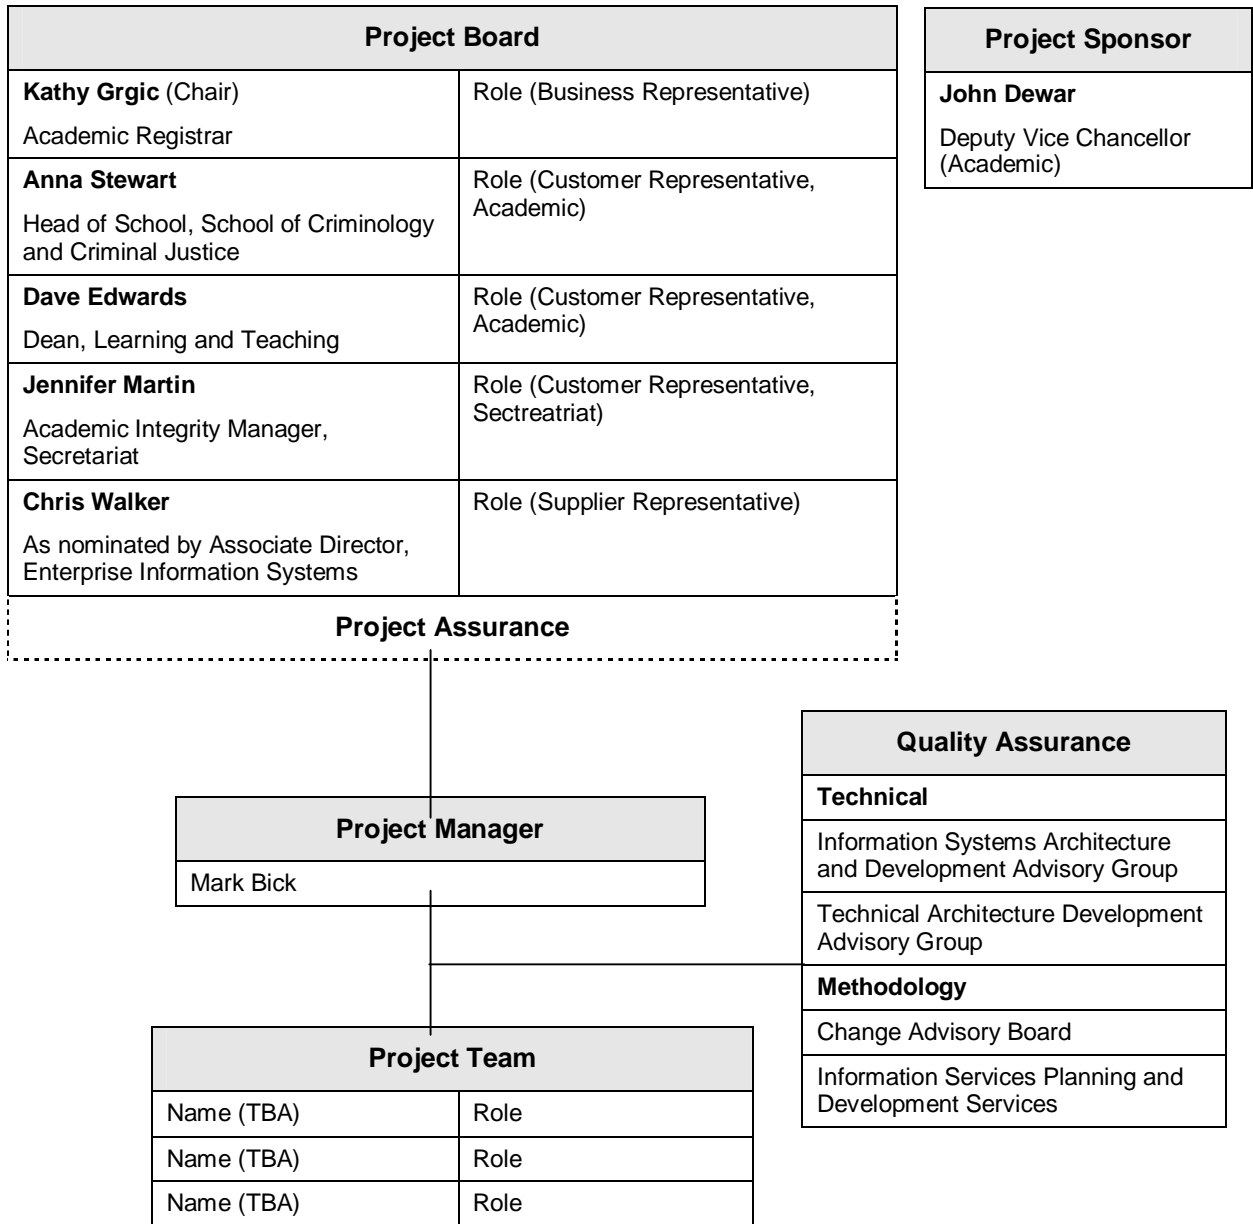 Project Board
Kathy Grgic (Chair)
Academic Registrar
Role (Business Representative)
Anna Stewart
Head of School, School of Criminology
and Criminal Justice
Role (Customer Representative,
Academic)
Dave Edwards
Dean, Learning and Teaching
Role (Customer Representative,
Academic)
Jennifer Martin
Academic Integrity Manager,
Secretariat
Role (Customer Representative,
Sectreatriat)
Chris Walker
As nominated by Associate Director,
Enterprise Information Systems
Role (Supplier Representative)
Project Assurance
Project Sponsor
John Dewar
Deputy Vice Chancellor
(Academic)
Project Manager
Mark Bick
Quality Assurance
Technical
Information Systems Architecture
and Development Advisory Group
Technical Architecture Development
Advisory Group
Methodology
Change Advisory Board
Information Services Planning and
Development Services
Project Team
Name (TBA)
Role
Name (TBA)
Role
Name (TBA)
Role